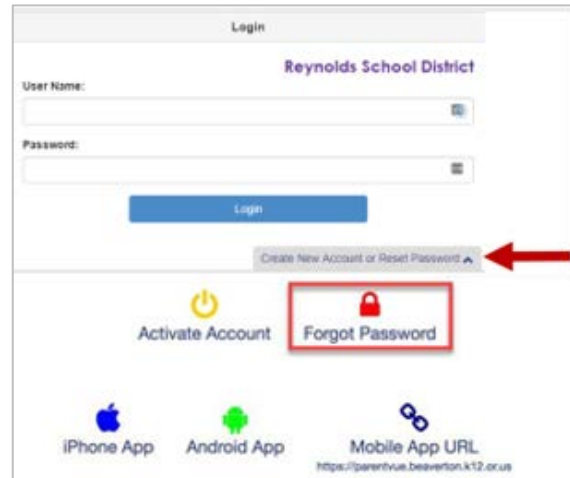 Login
Reynolds School District
User Name:
Password:
Login
Create New Account or Reset Password
Activate Account
Forgot Password
iPhone App
Android App
Mobile App URL
https://parentvue.beaverton.k12.or.us